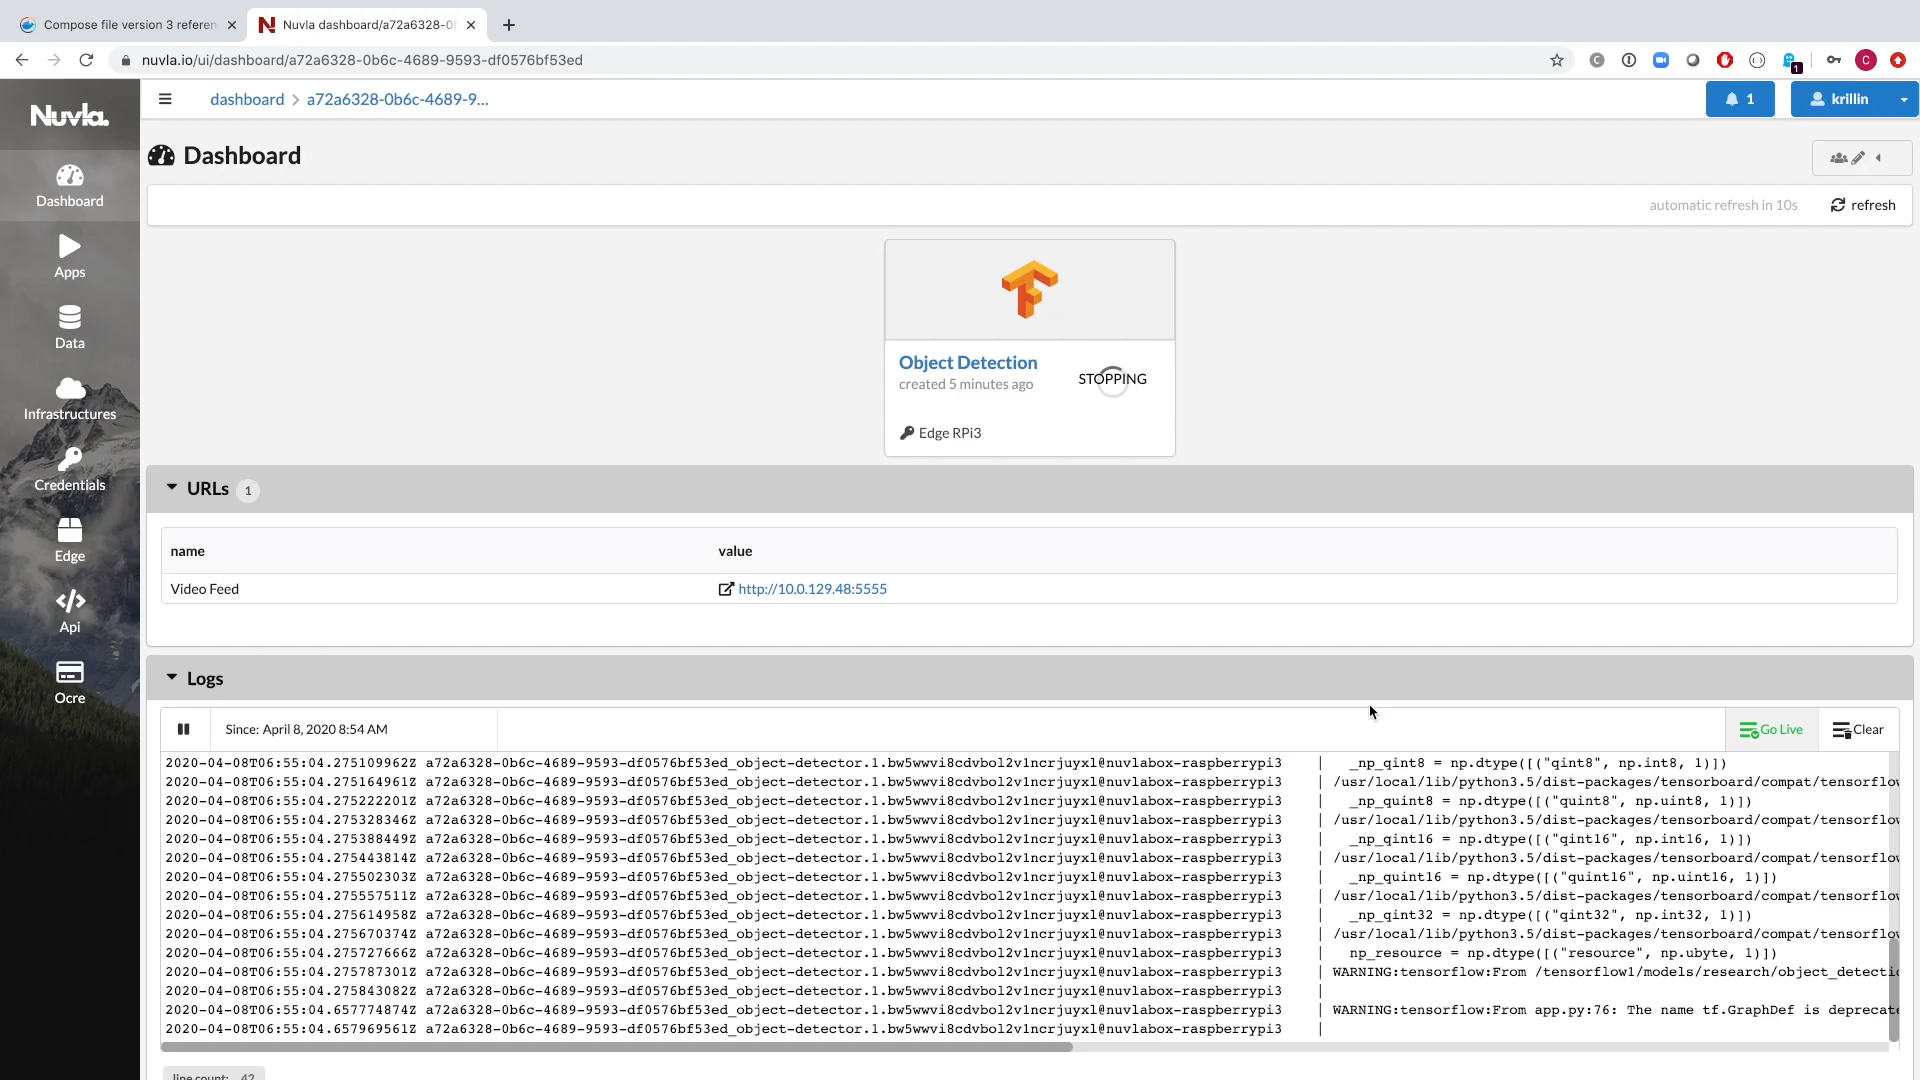 Compose file version 3 referen
Nuvla dashboard/a72a6328-0b
nuvla.io/ui/dashboard/a72a6328-0b6c-4689-9593-df0576bf53ed
1
C
Nuvla.
dashboard > a72a6328-0b6c-4689-9...
1
krillin
Dashboard
Dashboard
Apps
Data
Infrastructures
Credentials
Edge
Api
Ocre
automatic refresh in 10s
refresh
Object Detection
STOPPING
created 5 minutes ago
Edge RPi3
URLs 1
name value
Video Feed http://10.0.129.48:5555
Logs
Since: April 8, 2020 8:54 AM
Go Live
Clear
2020-04-08T06:55:04.275109962Z a72a6328-0b6c-4689-9593-df0576bf53ed_object-detector.1.bw5wwvi8cdvbol2v1ncrjuyxl@nuvlabox-raspberrypi3 | _np_qint8 = np.dtype([("qint8", np.int8, 1)])
2020-04-08T06:55:04.275164961Z a72a6328-0b6c-4689-9593-df0576bf53ed_object-detector.1.bw5wwvi8cdvbol2v1ncrjuyxl@nuvlabox-raspberrypi3 | /usr/local/lib/python3.5/dist-packages/tensorboard/compat/tensorflow
2020-04-08T06:55:04.275222201Z a72a6328-0b6c-4689-9593-df0576bf53ed_object-detector.1.bw5wwvi8cdvbol2v1ncrjuyxl@nuvlabox-raspberrypi3 | _np_quint8 = np.dtype([("quint8", np.uint8, 1)])
2020-04-08T06:55:04.275328346Z a72a6328-0b6c-4689-9593-df0576bf53ed_object-detector.1.bw5wwvi8cdvbol2v1ncrjuyxl@nuvlabox-raspberrypi3 | /usr/local/lib/python3.5/dist-packages/tensorboard/compat/tensorflow
2020-04-08T06:55:04.275388449Z a72a6328-0b6c-4689-9593-df0576bf53ed_object-detector.1.bw5wwvi8cdvbol2v1ncrjuyxl@nuvlabox-raspberrypi3 | _np_qint16 = np.dtype([("qint16", np.int16, 1)])
2020-04-08T06:55:04.275443814Z a72a6328-0b6c-4689-9593-df0576bf53ed_object-detector.1.bw5wwvi8cdvbol2v1ncrjuyxl@nuvlabox-raspberrypi3 | /usr/local/lib/python3.5/dist-packages/tensorboard/compat/tensorflow
2020-04-08T06:55:04.275502303Z a72a6328-0b6c-4689-9593-df0576bf53ed_object-detector.1.bw5wwvi8cdvbol2v1ncrjuyxl@nuvlabox-raspberrypi3 | _np_quint16 = np.dtype([("quint16", np.uint16, 1)])
2020-04-08T06:55:04.275557511Z a72a6328-0b6c-4689-9593-df0576bf53ed_object-detector.1.bw5wwvi8cdvbol2v1ncrjuyxl@nuvlabox-raspberrypi3 | /usr/local/lib/python3.5/dist-packages/tensorboard/compat/tensorflow
2020-04-08T06:55:04.275614958Z a72a6328-0b6c-4689-9593-df0576bf53ed_object-detector.1.bw5wwvi8cdvbol2v1ncrjuyxl@nuvlabox-raspberrypi3 | _np_qint32 = np.dtype([("qint32", np.int32, 1)])
2020-04-08T06:55:04.275670374Z a72a6328-0b6c-4689-9593-df0576bf53ed_object-detector.1.bw5wwvi8cdvbol2v1ncrjuyxl@nuvlabox-raspberrypi3 | /usr/local/lib/python3.5/dist-packages/tensorboard/compat/tensorflow
2020-04-08T06:55:04.275727666Z a72a6328-0b6c-4689-9593-df0576bf53ed_object-detector.1.bw5wwvi8cdvbol2v1ncrjuyxl@nuvlabox-raspberrypi3 | np_resource = np.dtype([("resource", np.ubyte, 1)])
2020-04-08T06:55:04.275787301Z a72a6328-0b6c-4689-9593-df0576bf53ed_object-detector.1.bw5wwvi8cdvbol2v1ncrjuyxl@nuvlabox-raspberrypi3 | WARNING:tensorflow:From /tensorflow1/models/research/object_detectio
2020-04-08T06:55:04.275843082Z a72a6328-0b6c-4689-9593-df0576bf53ed_object-detector.1.bw5wwvi8cdvbol2v1ncrjuyxl@nuvlabox-raspberrypi3 |
2020-04-08T06:55:04.657774874Z a72a6328-0b6c-4689-9593-df0576bf53ed_object-detector.1.bw5wwvi8cdvbol2v1ncrjuyxl@nuvlabox-raspberrypi3 | WARNING:tensorflow:From app.py:76: The name tf.GraphDef is deprecate
2020-04-08T06:55:04.657969561Z a72a6328-0b6c-4689-9593-df0576bf53ed_object-detector.1.bw5wwvi8cdvbol2v1ncrjuyxl@nuvlabox-raspberrypi3 |
line count: 42